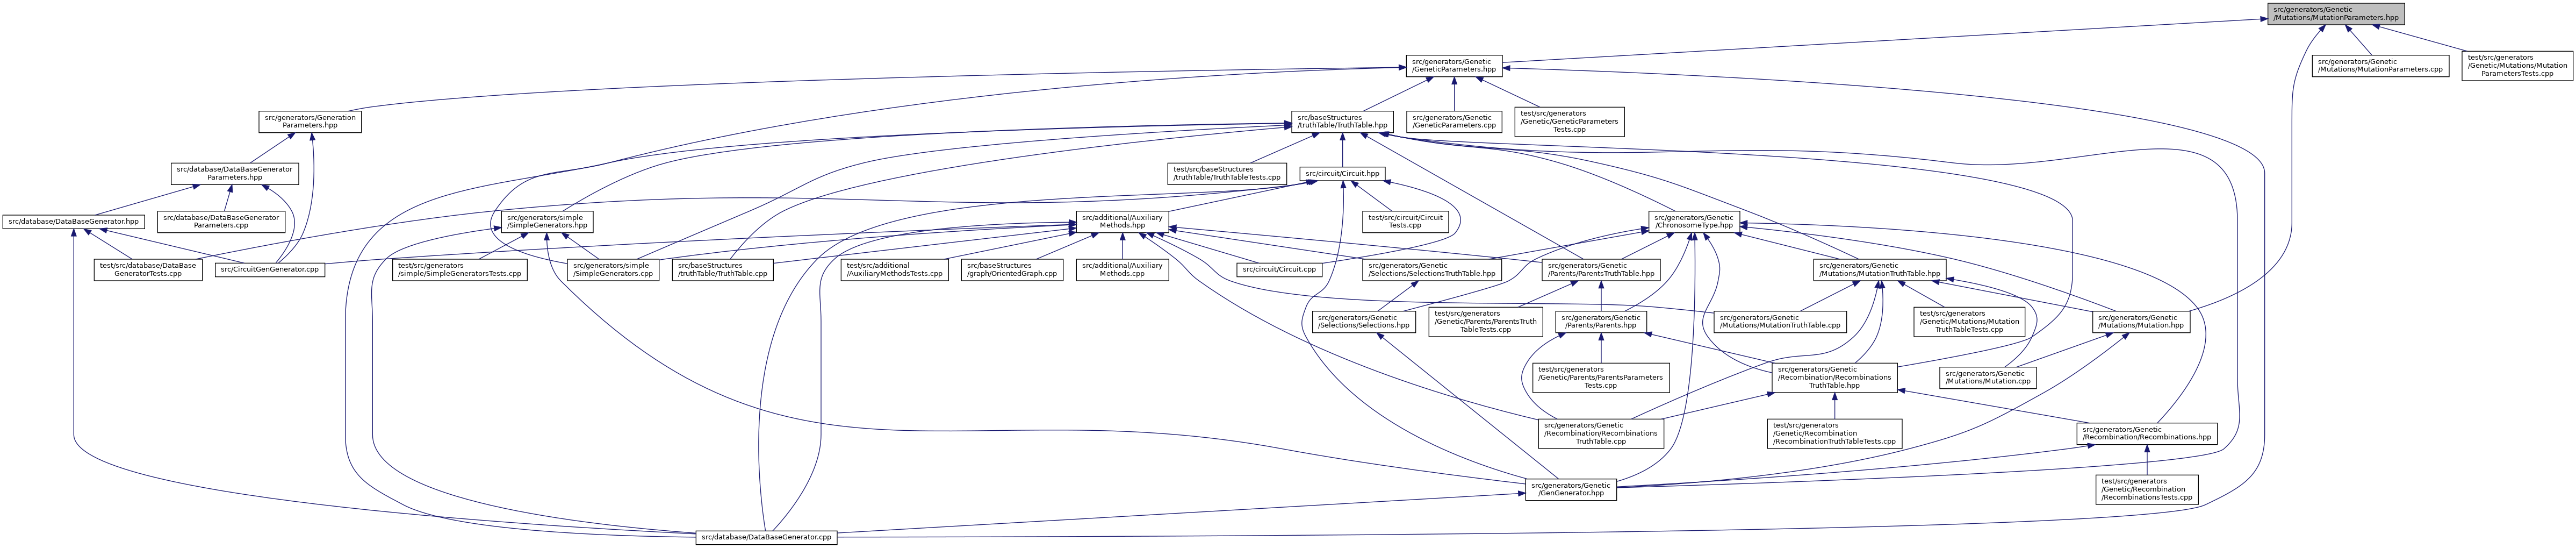 src/generators/Genetic
/Mutations/MutationParameters.hpp
src/generators/Genetic
/GeneticParameters.hpp
src/generators/Genetic
/Mutations/MutationParameters.cpp
test/src/generators
/Genetic/Mutations/Mutation
ParametersTests.cpp
src/generators/Generation
Parameters.hpp
src/baseStructures
/truthTable/TruthTable.hpp
src/generators/Genetic
/GeneticParameters.cpp
test/src/generators
/Genetic/GeneticParameters
Tests.cpp
src/database/DataBaseGenerator
Parameters.hpp
test/src/baseStructures
/truthTable/TruthTableTests.cpp
src/circuit/Circuit.hpp
src/database/DataBaseGenerator.hpp
src/database/DataBaseGenerator
Parameters.cpp
src/generators/simple
/SimpleGenerators.hpp
src/additional/Auxiliary
Methods.hpp
test/src/circuit/Circuit
Tests.cpp
src/generators/Genetic
/ChronosomeType.hpp
test/src/database/DataBase
GeneratorTests.cpp
src/CircuitGenGenerator.cpp
test/src/generators
/simple/SimpleGeneratorsTests.cpp
src/generators/simple
/SimpleGenerators.cpp
src/baseStructures
/truthTable/TruthTable.cpp
test/src/additional
/AuxiliaryMethodsTests.cpp
src/baseStructures
/graph/OrientedGraph.cpp
src/additional/Auxiliary
Methods.cpp
src/circuit/Circuit.cpp
src/generators/Genetic
/Selections/SelectionsTruthTable.hpp
src/generators/Genetic
/Parents/ParentsTruthTable.hpp
src/generators/Genetic
/Mutations/MutationTruthTable.hpp
src/generators/Genetic
/Selections/Selections.hpp
test/src/generators
/Genetic/Parents/ParentsTruth
TableTests.cpp
src/generators/Genetic
/Parents/Parents.hpp
src/generators/Genetic
/Mutations/MutationTruthTable.cpp
test/src/generators
/Genetic/Mutations/Mutation
TruthTableTests.cpp
src/generators/Genetic
/Mutations/Mutation.hpp
test/src/generators
/Genetic/Parents/ParentsParameters
Tests.cpp
src/generators/Genetic
/Recombination/Recombinations
TruthTable.hpp
src/generators/Genetic
/Mutations/Mutation.cpp
src/generators/Genetic
/Recombination/Recombinations
TruthTable.cpp
test/src/generators
/Genetic/Recombination
/RecombinationTruthTableTests.cpp
src/generators/Genetic
/Recombination/Recombinations.hpp
src/generators/Genetic
/GenGenerator.hpp
test/src/generators
/Genetic/Recombination
/RecombinationsTests.cpp
src/database/DataBaseGenerator.cpp